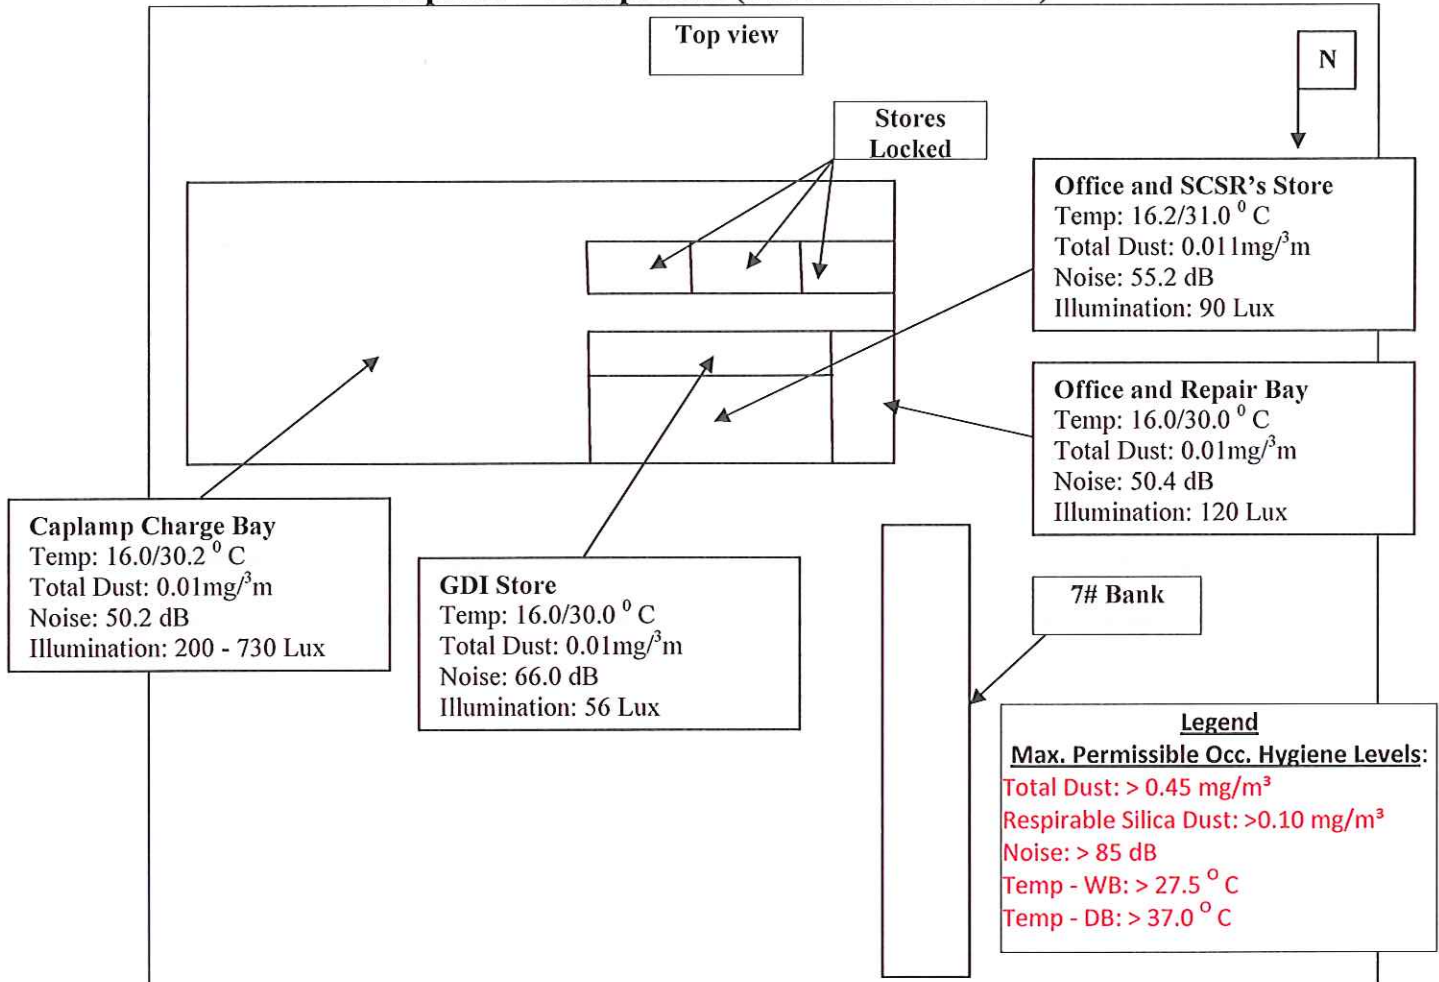 Top view
N
Stores
Locked
Office and SCSR's Store
Temp: 16.2/31.0 ⁰ C
Total Dust: 0.011mg/³m
Noise: 55.2 dB
Illumination: 90 Lux
Office and Repair Bay
Temp: 16.0/30.0 ⁰ C
Total Dust: 0.01mg/³m
Noise: 50.4 dB
Illumination: 120 Lux
Caplamp Charge Bay
Temp: 16.0/30.2 ⁰ C
Total Dust: 0.01mg/³m
Noise: 50.2 dB
Illumination: 200 - 730 Lux
GDI Store
Temp: 16.0/30.0 ⁰ C
Total Dust: 0.01mg/³m
Noise: 66.0 dB
Illumination: 56 Lux
7# Bank
Legend
Max. Permissible Occ. Hygiene Levels:
Total Dust: > 0.45 mg/m³
Respirable Silica Dust: >0.10 mg/m³
Noise: > 85 dB
Temp - WB: > 27.5 ⁰ C
Temp - DB: > 37.0 ⁰ C